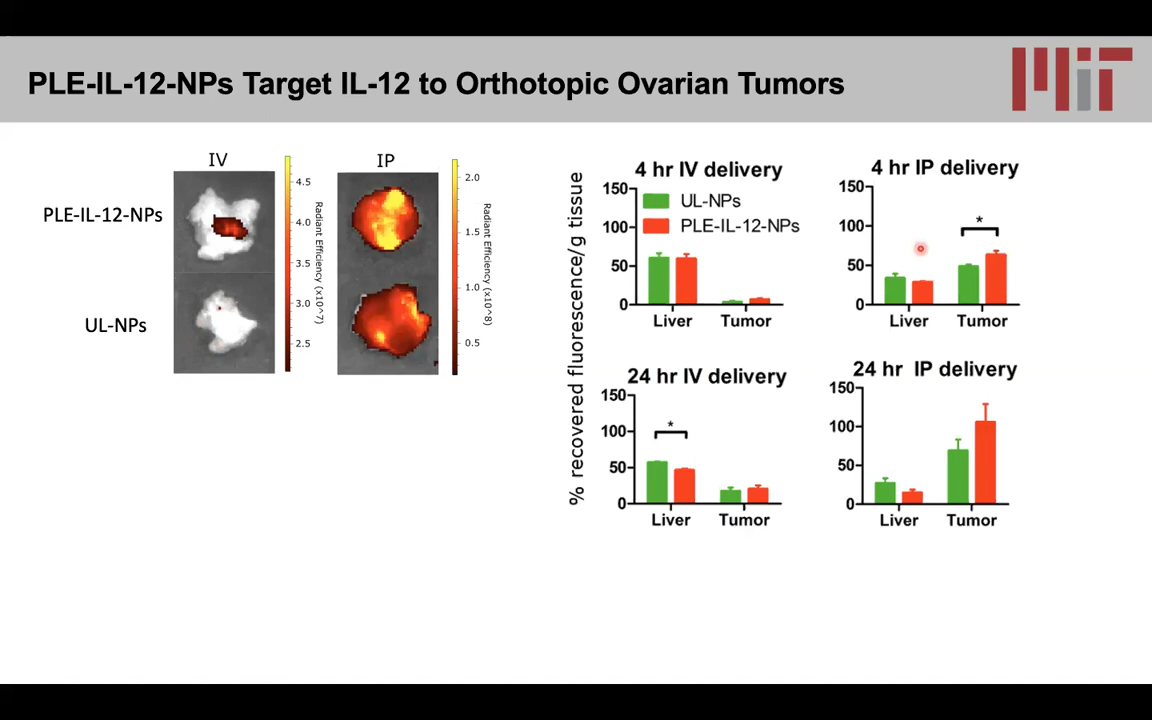 PLE-IL-12-NPs Target IL-12 to Orthotopic Ovarian Tumors
MIT
IV
IP
PLE-IL-12-NPs
UL-NPs
4.5
4.0
3.5
3.0
2.5
Radiant Efficiency (x10^7)
2.0
1.5
1.0
0.5
Radiant Efficiency (x10^8)
% recovered fluorescence/g tissue
4 hr IV delivery
150
100
50
0
UL-NPs
PLE-IL-12-NPs
Liver
Tumor
4 hr IP delivery
150
100
50
0
*
Liver
Tumor
24 hr IV delivery
150
100
50
0
*
Liver
Tumor
24 hr IP delivery
150
100
50
0
Liver
Tumor